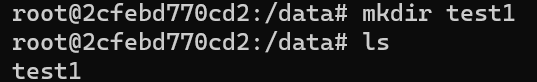 root@2cfebd770cd2:/data# mkdir test1
root@2cfebd770cd2:/data# ls
test1